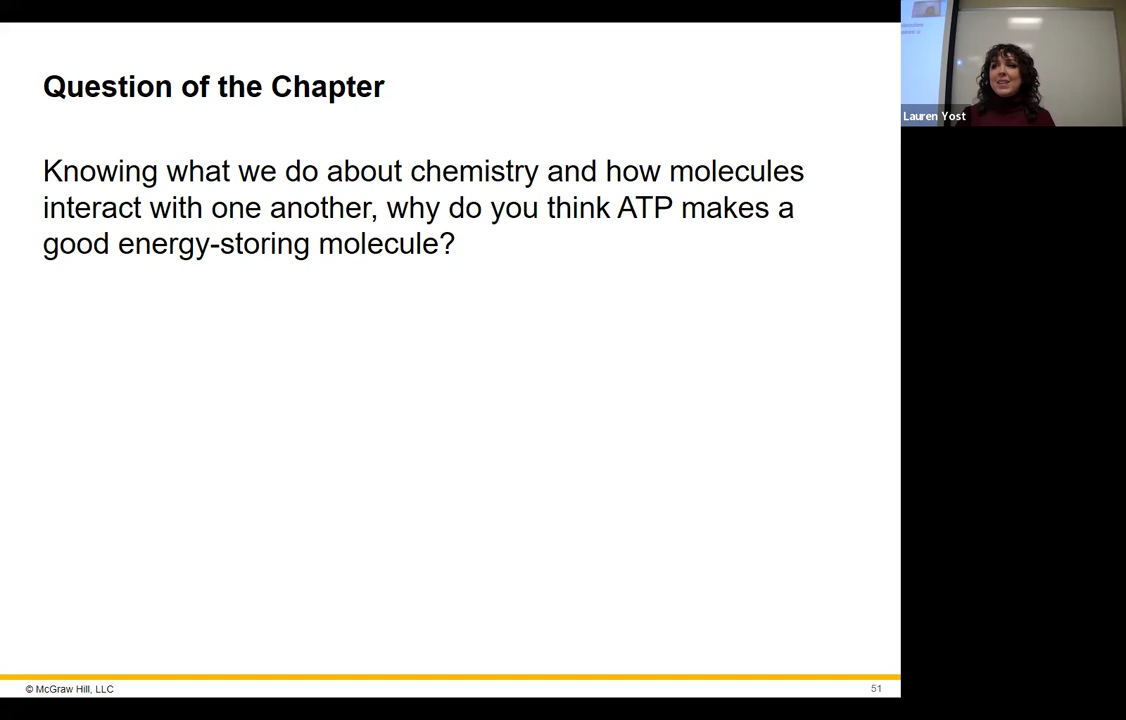 Question of the Chapter
Knowing what we do about chemistry and how molecules
interact with one another, why do you think ATP makes a
good energy-storing molecule?
© McGraw Hill, LLC
51
Lauren Yost